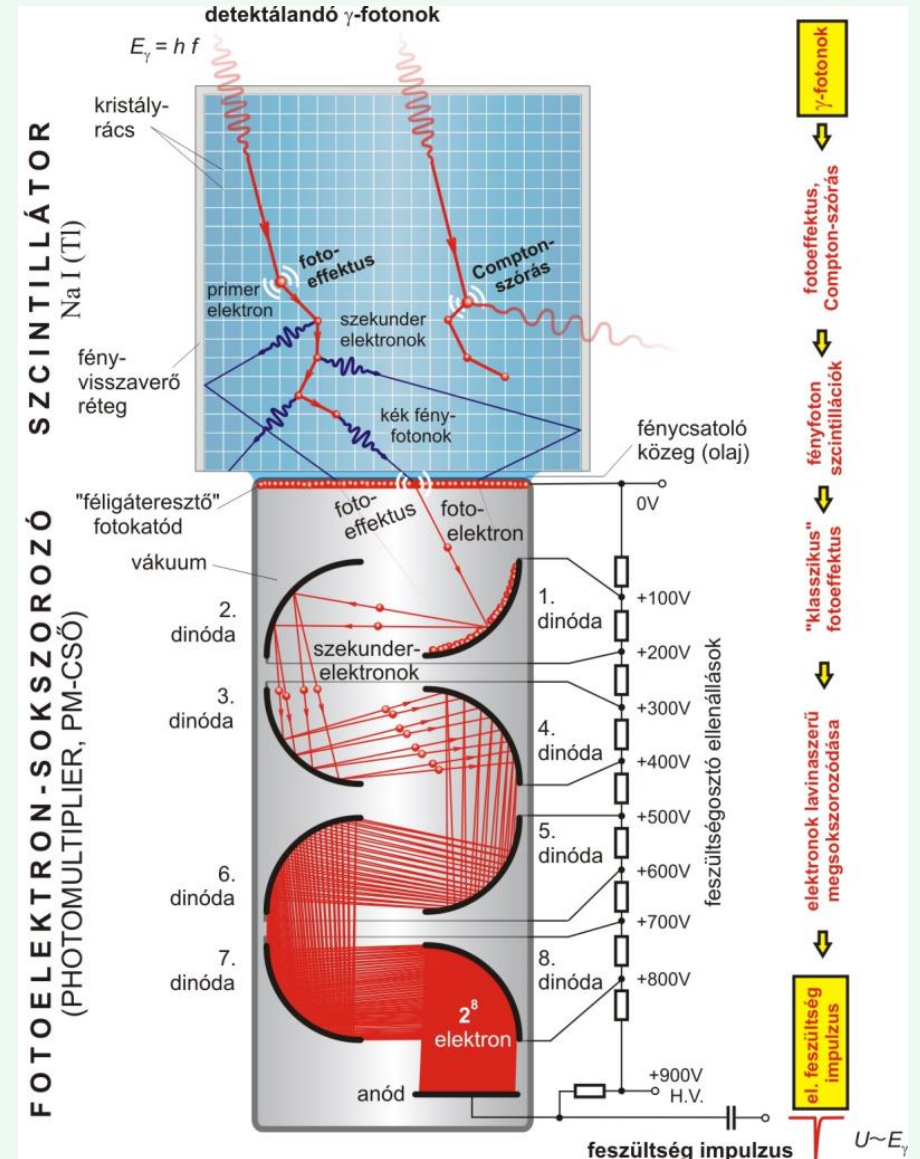 detektálandó γ-fotonok
Eγ = h f
kristály-
rács
SZCINTILLÁTOR
Na I (Tl)
foto-
effektus
Compton-
szórás
primer
elektron
szekunder
elektronok
fény-
visszaverő
réteg
kék fény-
fotonok
fénycsatoló
közeg (olaj)
"féligáteresztő"
fotokatód
foto-
effektus
foto-
elektron
0V
FOTOELEKTRON-SOKSZOROZÓ
(PHOTOMULTIPLIER, PM-CSŐ)
vákuum
1.
dinóda
+100V
2.
dinóda
szekunder-
elektronok
+200V
3.
dinóda
+300V
4.
dinóda
+400V
feszültségosztó ellenállások
5.
dinóda
+500V
6.
dinóda
+600V
7.
dinóda
+700V
8.
dinóda
+800V
2⁸
elektron
anód
+900V
H.V.
feszültség impulzus
γ-fotonok
fotoeffektus,
Compton-szórás
fényfoton
szcintillációk
"klasszikus"
fotoeffektus
elektronok lavinaszerű
megsokszorozódása
el. feszültség
impulzus
U~Eγ